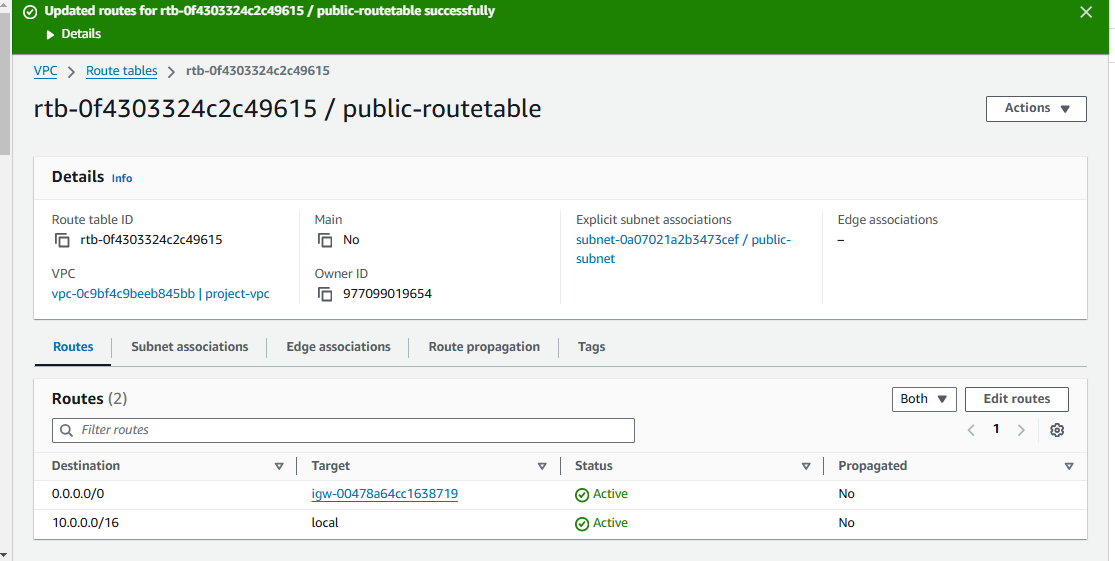 Updated routes for rtb-0f4303324c2c49615 / public-routetable successfully
Details
VPC > Route tables > rtb-0f4303324c2c49615
rtb-0f4303324c2c49615 / public-routetable
Actions
Details Info
Route table ID
rtb-0f4303324c2c49615
Main
No
Explicit subnet associations
subnet-0a07021a2b3473cef / public-
subnet
Edge associations
–
VPC
vpc-0c9bf4c9beeb845bb | project-vpc
Owner ID
977099019654
Routes Subnet associations Edge associations Route propagation Tags
Routes (2)
Both Edit routes
Filter routes
1
Destination Target Status Propagated
0.0.0.0/0 igw-00478a64cc1638719 Active No
10.0.0.0/16 local Active No